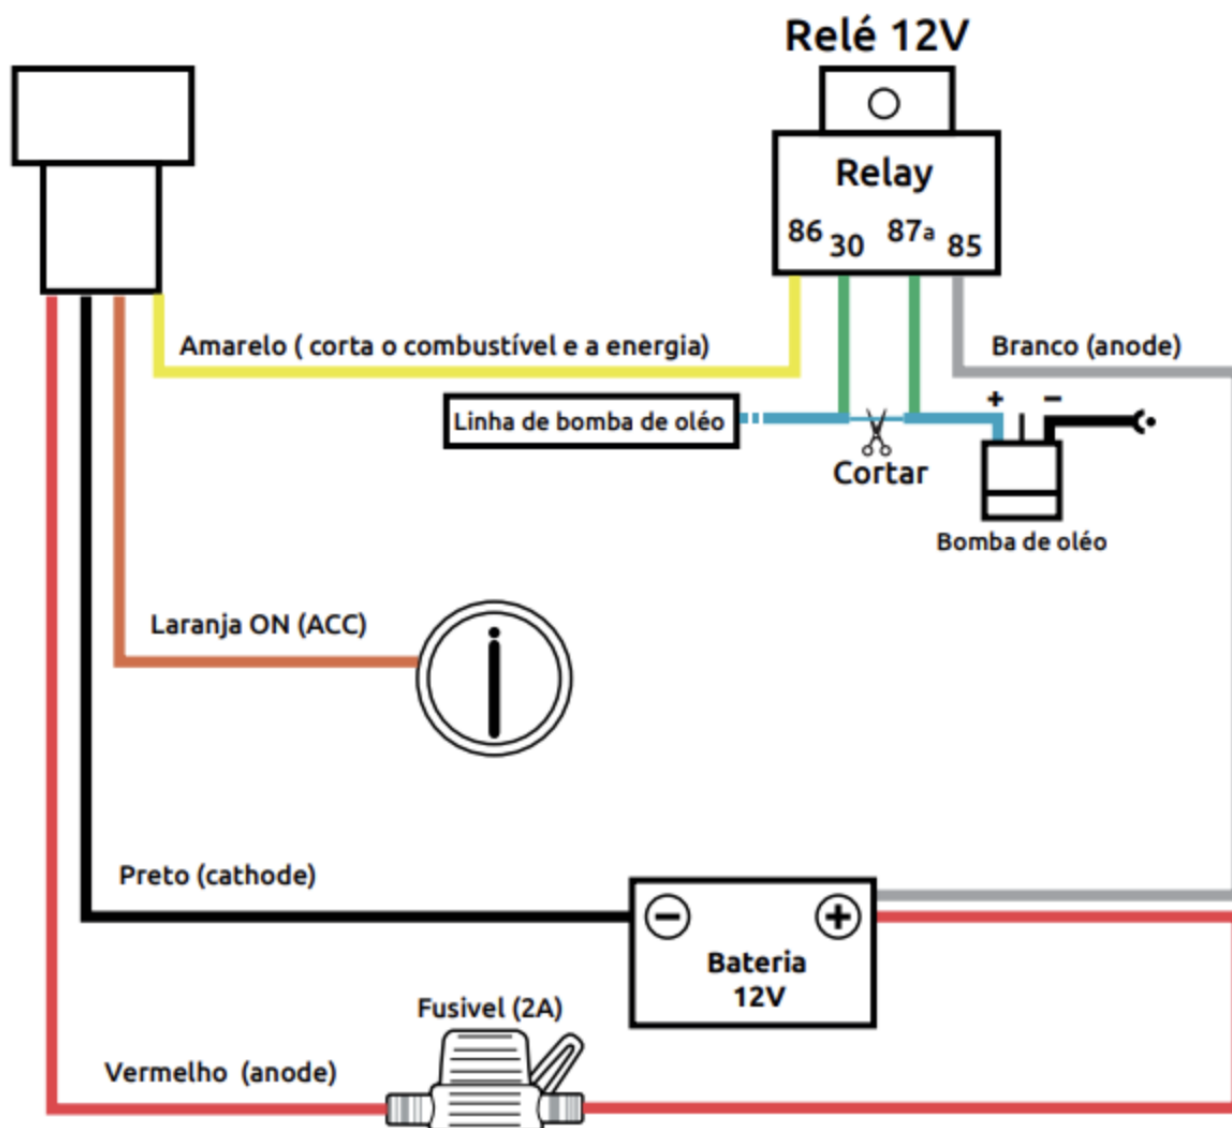 Relé 12V
Relay
86 30 87a 85
Amarelo ( corta o combustível e a energia)
Branco (anode)
+ −
Linha de bomba de oléo
Cortar
Bomba de oléo
Laranja ON (ACC)
Preto (cathode)
− +
Bateria
12V
Fusivel (2A)
Vermelho (anode)